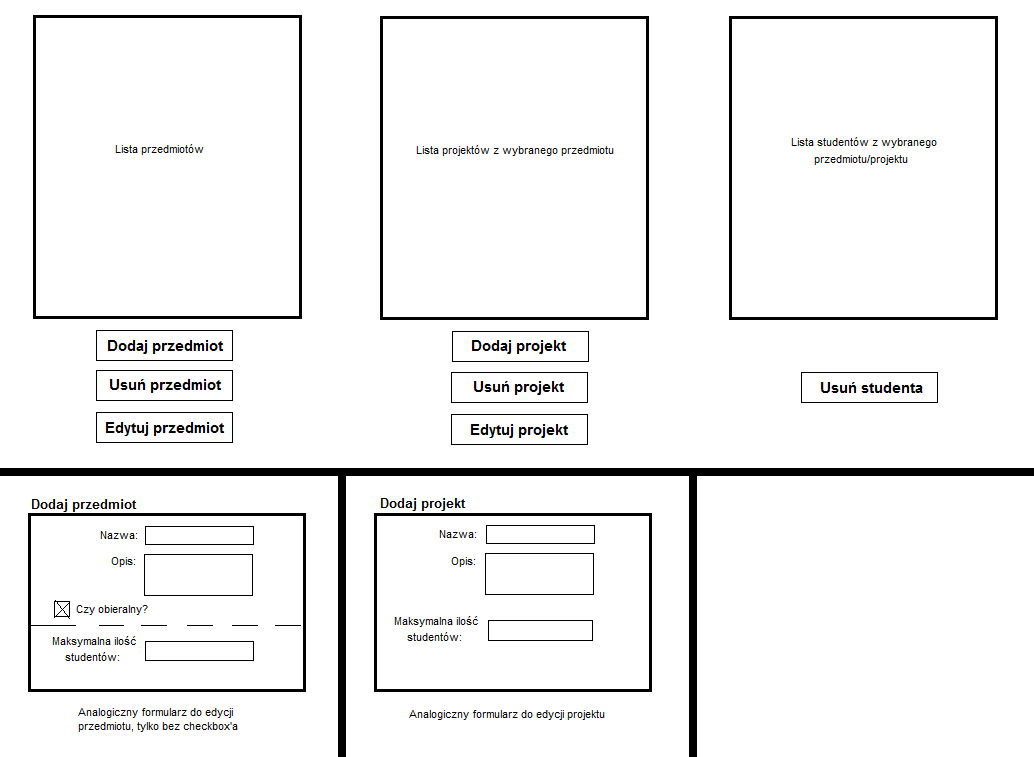 Lista przedmiotów
Lista projektów z wybranego przedmiotu
Lista studentów z wybranego
przedmiotu/projektu
Dodaj przedmiot
Usuń przedmiot
Edytuj przedmiot
Dodaj projekt
Usuń projekt
Edytuj projekt
Usuń studenta
Dodaj przedmiot
Nazwa:
Opis:
Czy obieralny?
Maksymalna ilość
studentów:
Analogiczny formularz do edycji
przedmiotu, tylko bez checkbox'a
Dodaj projekt
Nazwa:
Opis:
Maksymalna ilość
studentów:
Analogiczny formularz do edycji projektu